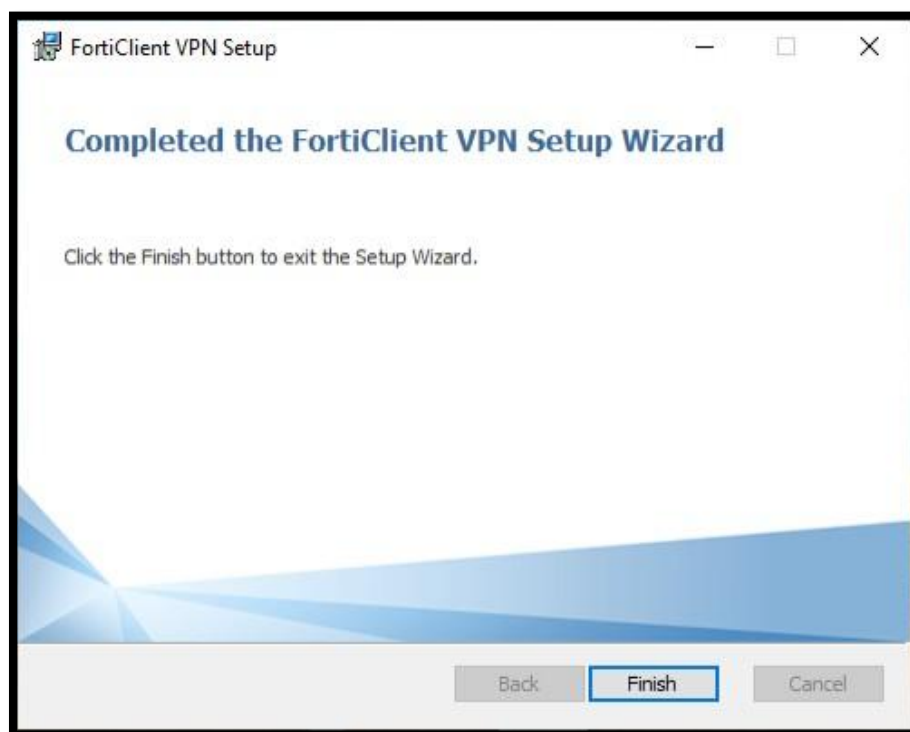 FortiClient VPN Setup
Completed the FortiClient VPN Setup Wizard
Click the Finish button to exit the Setup Wizard.
Back Finish Cancel